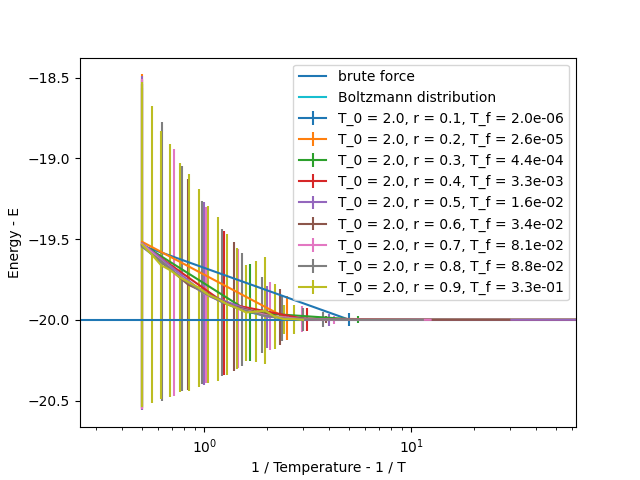 −18.5
−19.0
−19.5
−20.0
−20.5
Energy - E
brute force
Boltzmann distribution
T_0 = 2.0, r = 0.1, T_f = 2.0e-06
T_0 = 2.0, r = 0.2, T_f = 2.6e-05
T_0 = 2.0, r = 0.3, T_f = 4.4e-04
T_0 = 2.0, r = 0.4, T_f = 3.3e-03
T_0 = 2.0, r = 0.5, T_f = 1.6e-02
T_0 = 2.0, r = 0.6, T_f = 3.4e-02
T_0 = 2.0, r = 0.7, T_f = 8.1e-02
T_0 = 2.0, r = 0.8, T_f = 8.8e-02
T_0 = 2.0, r = 0.9, T_f = 3.3e-01
10⁰ 10¹
1 / Temperature - 1 / T